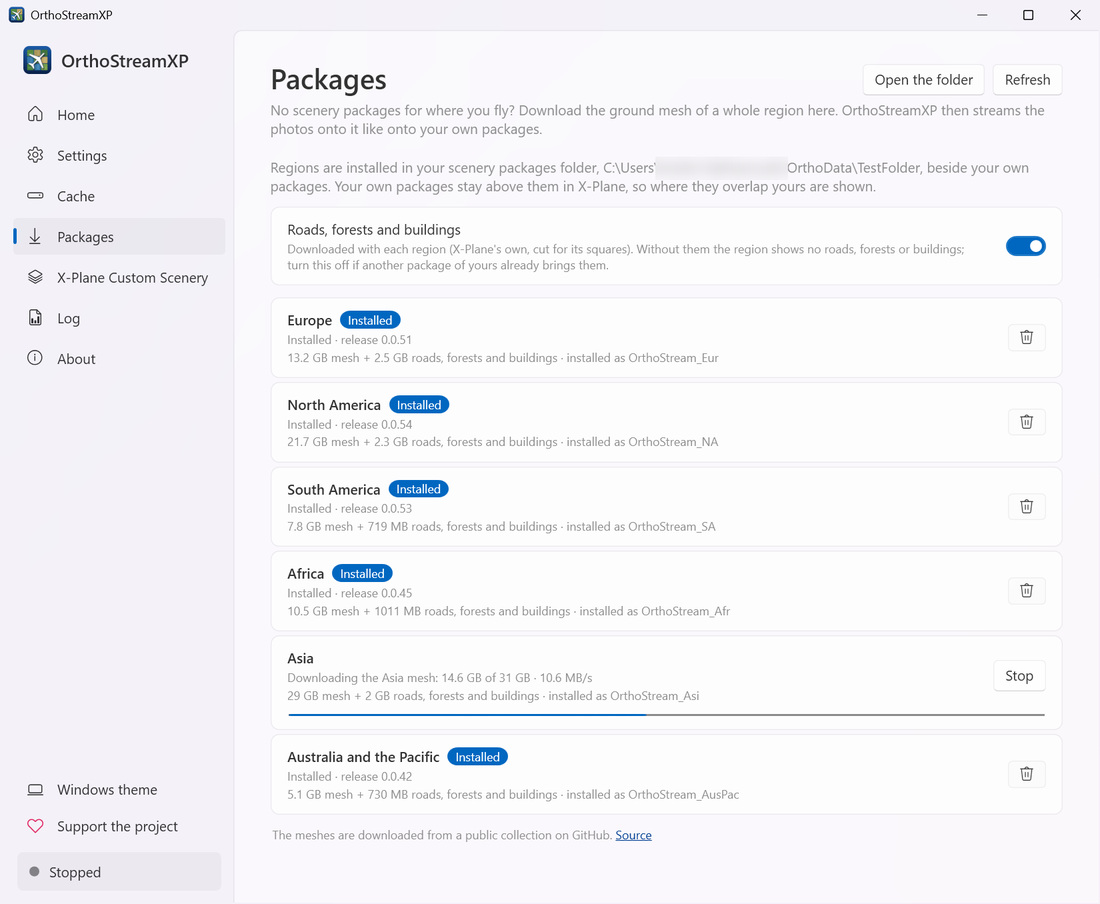 OrthoStreamXP
OrthoStreamXP
Home
Settings
Cache
Packages
X-Plane Custom Scenery
Log
About
Windows theme
Support the project
Stopped
Packages
Open the folder
Refresh
No scenery packages for where you fly? Download the ground mesh of a whole region here. OrthoStreamXP then streams the
photos onto it like onto your own packages.
Regions are installed in your scenery packages folder, C:\Users\ OrthoData\TestFolder, beside your own
packages. Your own packages stay above them in X-Plane, so where they overlap yours are shown.
Roads, forests and buildings
Downloaded with each region (X-Plane's own, cut for its squares). Without them the region shows no roads, forests or buildings;
turn this off if another package of yours already brings them.
Europe Installed
Installed · release 0.0.51
13.2 GB mesh + 2.5 GB roads, forests and buildings · installed as OrthoStream_Eur
North America Installed
Installed · release 0.0.54
21.7 GB mesh + 2.3 GB roads, forests and buildings · installed as OrthoStream_NA
South America Installed
Installed · release 0.0.53
7.8 GB mesh + 719 MB roads, forests and buildings · installed as OrthoStream_SA
Africa Installed
Installed · release 0.0.45
10.5 GB mesh + 1011 MB roads, forests and buildings · installed as OrthoStream_Afr
Asia
Downloading the Asia mesh: 14.6 GB of 31 GB · 10.6 MB/s
29 GB mesh + 2 GB roads, forests and buildings · installed as OrthoStream_Asi
Stop
Australia and the Pacific Installed
Installed · release 0.0.42
5.1 GB mesh + 730 MB roads, forests and buildings · installed as OrthoStream_AusPac
The meshes are downloaded from a public collection on GitHub. Source